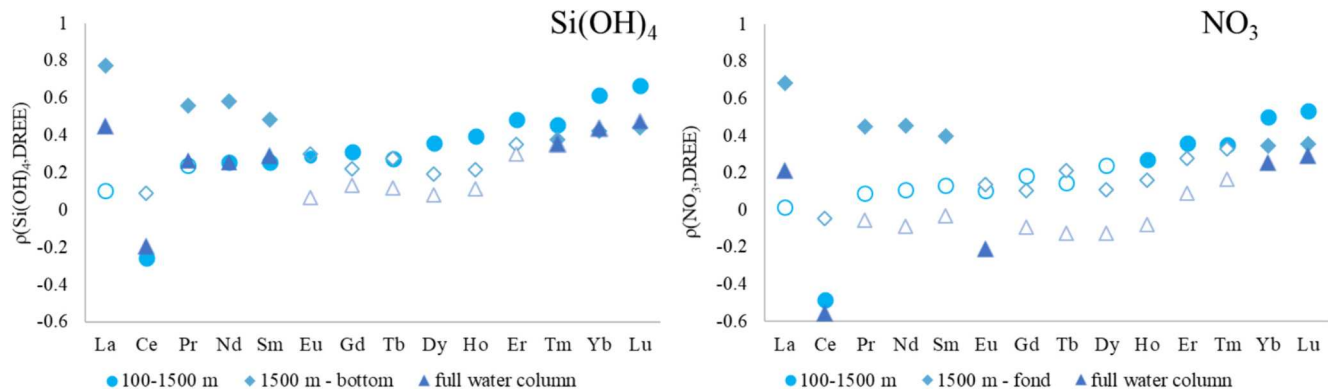 Si(OH)4
ρ(Si(OH)4,DREE)
1
0.8
0.6
0.4
0.2
0
-0.2
-0.4
-0.6
La Ce Pr Nd Sm Eu Gd Tb Dy Ho Er Tm Yb Lu
100-1500 m 1500 m - bottom full water column
NO3
ρ(NO3,DREE)
1
0.8
0.6
0.4
0.2
0
-0.2
-0.4
-0.6
La Ce Pr Nd Sm Eu Gd Tb Dy Ho Er Tm Yb Lu
100-1500 m 1500 m - fond full water column